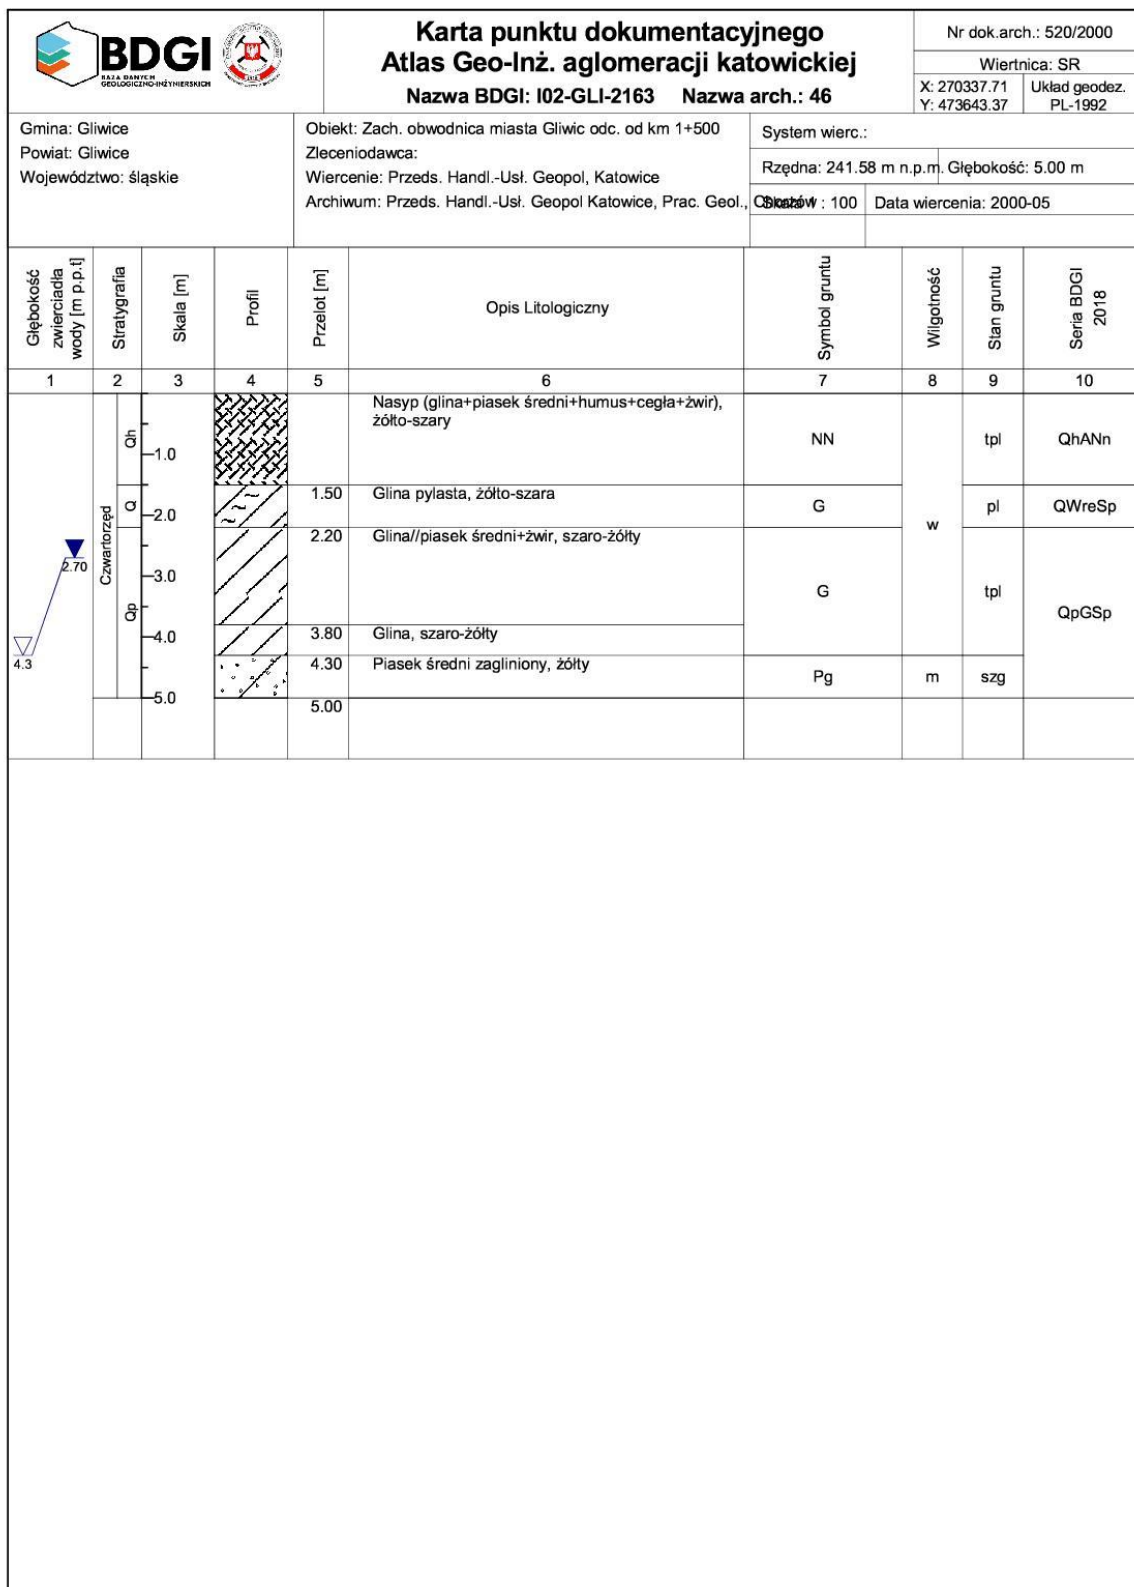 BDGI
BAZA DANYCH
GEOLOGICZNO-INŻYNIERSKICH
Karta punktu dokumentacyjnego
Atlas Geo-Inż. aglomeracji katowickiej
Nazwa BDGI: I02-GLI-2163 Nazwa arch.: 46
Nr dok.arch.: 520/2000
Wiertnica: SR
X: 270337.71
Y: 473643.37
Układ geodez.
PL-1992
Gmina: Gliwice
Powiat: Gliwice
Województwo: śląskie
Obiekt: Zach. obwodnica miasta Gliwic odc. od km 1+500
Zleceniodawca:
Wiercenie: Przeds. Handl.-Usł. Geopol, Katowice
Archiwum: Przeds. Handl.-Usł. Geopol Katowice, Prac. Geol., Chorzów
System wierc.:
Rzędna: 241.58 m n.p.m. Głębokość: 5.00 m
Skala 1 : 100 Data wiercenia: 2000-05
Głębokość
zwierciadła
wody [m p.p.t]
Stratygrafia
Skala [m]
Profil
Przelot [m]
Opis Litologiczny
Symbol gruntu
Wilgotność
Stan gruntu
Seria BDGI
2018
1 2 3 4 5 6 7 8 9 10
Nasyp (glina+piasek średni+humus+cegła+żwir),
żółto-szary
Qh
1.0
NN
tpl
QhANn
1.50 Glina pylasta, żółto-szara
Q
2.0
G
pl
QWreSp
w
2.20 Glina//piasek średni+żwir, szaro-żółty
Czwartorzęd
2.70
3.0
G
tpl
Qp
QpGSp
3.80 Glina, szaro-żółty
4.0
4.3
4.30 Piasek średni zagliniony, żółty
Pg
m
szg
5.0
5.00